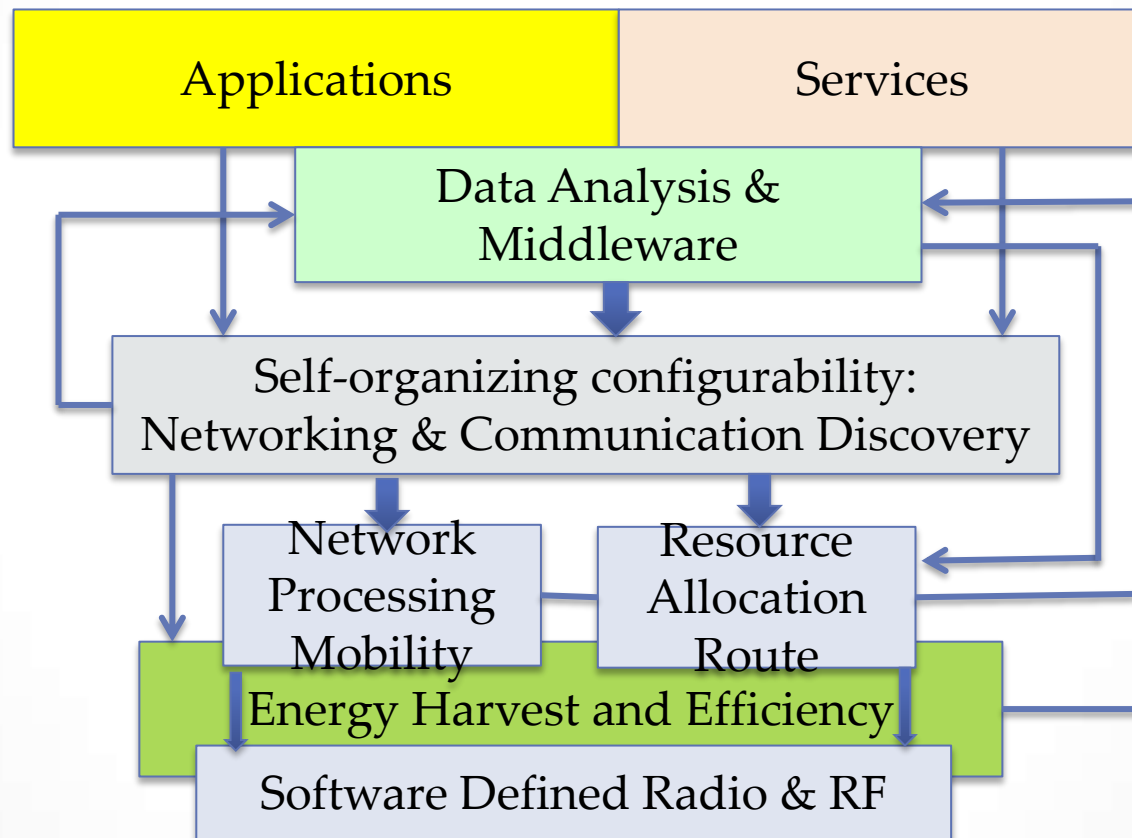 Applications
Services
Data Analysis &
Middleware
Self-organizing configurability:
Networking & Communication Discovery
Network
Processing
Mobility
Resource
Allocation
Route
Energy Harvest and Efficiency
Software Defined Radio & RF